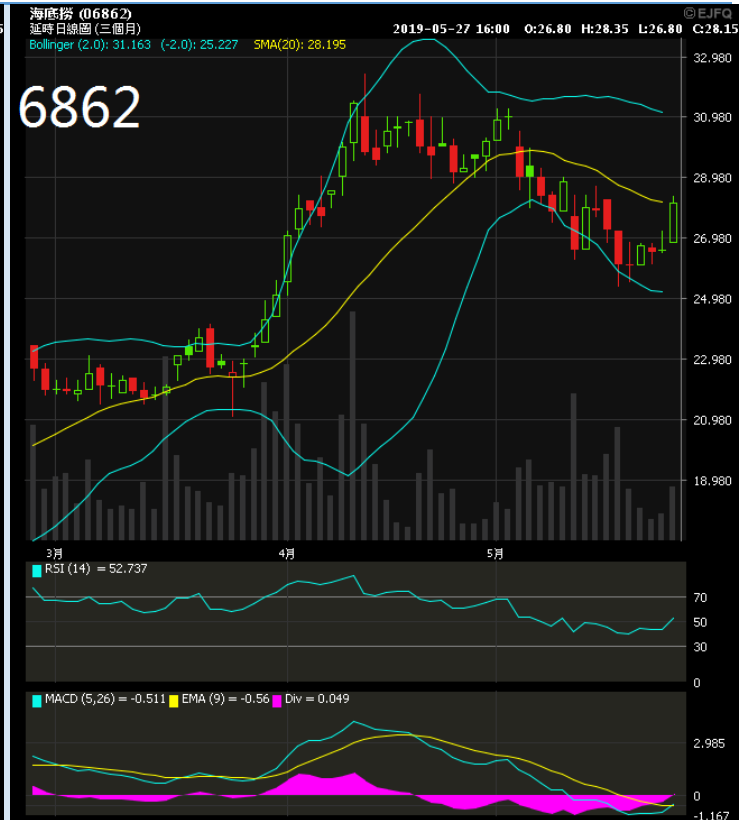 海底撈 (06862)
©EJFQ
延時日線圖 (三個月)
2019-05-27 16:00 O:26.80 H:28.35 L:26.80 C:28.15
Bollinger (2.0): 31.163 (-2.0): 25.227 SMA(20): 28.195
32.980
6862
30.980
28.980
26.980
24.980
22.980
20.980
18.980
3月 4月 5月
RSI (14) = 52.737
70
50
30
0
MACD (5,26) = -0.511 EMA (9) = -0.56 Div = 0.049
2.985
0
-1.167